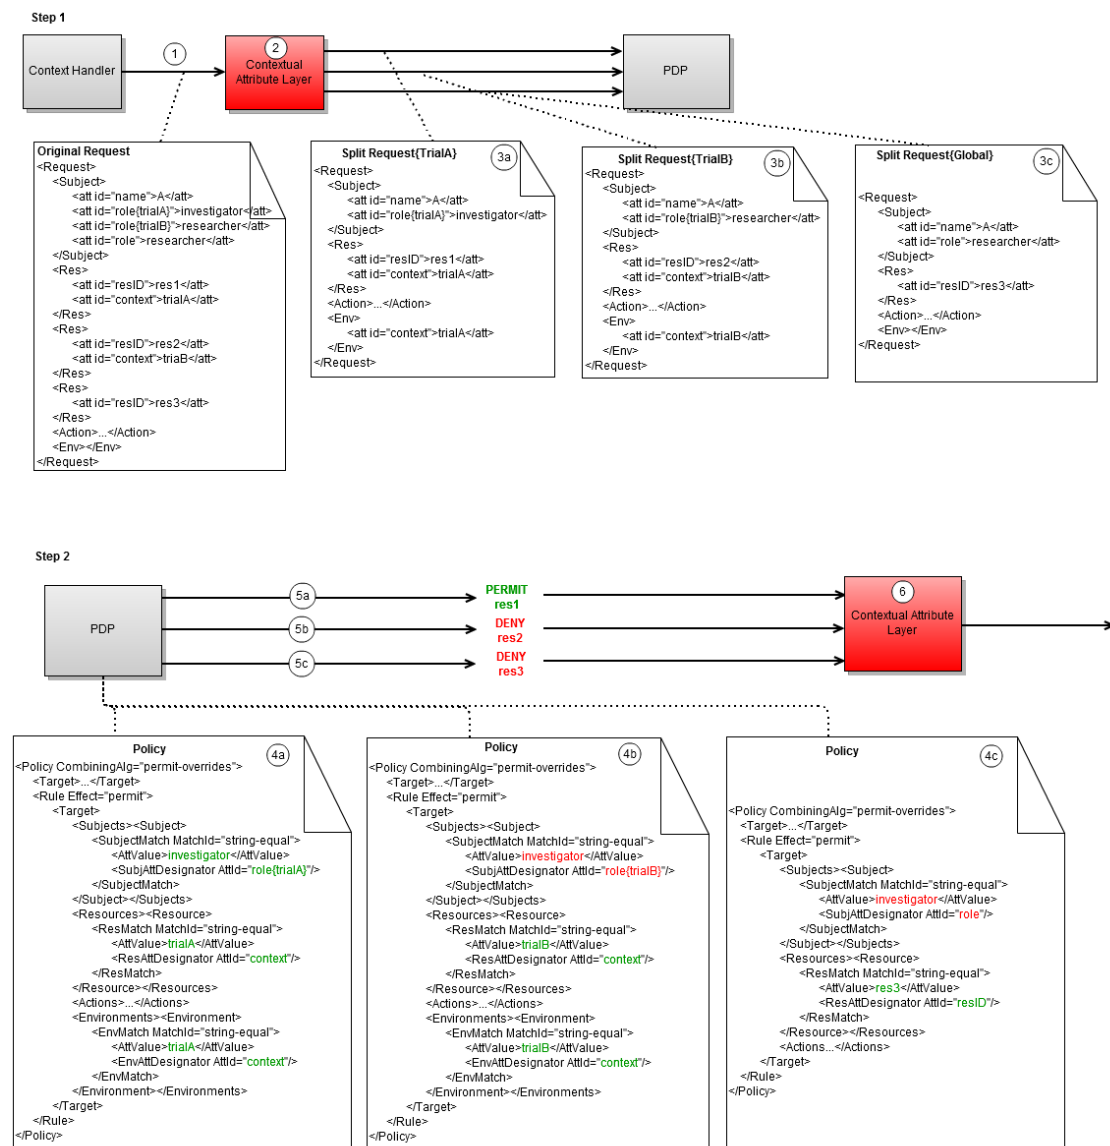 Step 1
Context Handler
1
2
Contextual
Attribute Layer
PDP
Original Request
<Request>
<Subject>
<att id="name">A</att>
<att id="role{trialA}">investigator</att>
<att id="role{trialB}">researcher</att>
<att id="role">researcher</att>
</Subject>
<Res>
<att id="resID">res1</att>
<att id="context">trialA</att>
</Res>
<Res>
<att id="resID">res2</att>
<att id="context">triaB</att>
</Res>
<Res>
<att id="resID">res3</att>
</Res>
<Action>...</Action>
<Env></Env>
</Request>
Split Request{TrialA}
3a
<Request>
<Subject>
<att id="name">A</att>
<att id="role{trialA}">investigator</att>
</Subject>
<Res>
<att id="resID">res1</att>
<att id="context">trialA</att>
</Res>
<Action>...</Action>
<Env>
<att id="context">trialA</att>
</Env>
</Request>
Split Request{TrialB}
3b
<Request>
<Subject>
<att id="name">A</att>
<att id="role{trialB}">researcher</att>
</Subject>
<Res>
<att id="resID">res2</att>
<att id="context">trialB</att>
</Res>
<Action>...</Action>
<Env>
<att id="context">trialB</att>
</Env>
</Request>
Split Request{Global}
3c
<Request>
<Subject>
<att id="name">A</att>
<att id="role">researcher</att>
</Subject>
<Res>
<att id="resID">res3</att>
</Res>
<Action>...</Action>
<Env></Env>
</Request>
Step 2
PDP
5a
5b
5c
PERMIT
res1
DENY
res2
DENY
res3
6
Contextual Attribute
Layer
Policy
4a
<Policy CombiningAlg="permit-overrides">
<Target>...</Target>
<Rule Effect="permit">
<Target>
<Subjects><Subject>
<SubjectMatch MatchId="string-equal">
<AttValue>investigator</AttValue>
<SubjAttDesignator AttId="role{trialA}"/>
</SubjectMatch>
</Subject></Subjects>
<Resources><Resource>
<ResMatch MatchId="string-equal">
<AttValue>trialA</AttValue>
<ResAttDesignator AttId="context"/>
</ResMatch>
</Resource></Resources>
<Actions>...</Actions>
<Environments><Environment>
<EnvMatch MatchId="string-equal">
<AttValue>trialA</AttValue>
<EnvAttDesignator AttId="context"/>
</EnvMatch>
</Environment></Environments>
</Target>
</Rule>
</Policy>
Policy
4b
<Policy CombiningAlg="permit-overrides">
<Target>...</Target>
<Rule Effect="permit">
<Target>
<Subjects><Subject>
<SubjectMatch MatchId="string-equal">
<AttValue>investigator</AttValue>
<SubjAttDesignator AttId="role{trialB}"/>
</SubjectMatch>
</Subject></Subjects>
<Resources><Resource>
<ResMatch MatchId="string-equal">
<AttValue>trialB</AttValue>
<ResAttDesignator AttId="context"/>
</ResMatch>
</Resource></Resources>
<Actions>...</Actions>
<Environments><Environment>
<EnvMatch MatchId="string-equal">
<AttValue>trialB</AttValue>
<EnvAttDesignator AttId="context"/>
</EnvMatch>
</Environment></Environments>
</Target>
</Rule>
</Policy>
Policy
4c
<Policy CombiningAlg="permit-overrides">
<Target>...</Target>
<Rule Effect="permit">
<Target>
<Subjects><Subject>
<SubjectMatch MatchId="string-equal">
<AttValue>investigator</AttValue>
<SubjAttDesignator AttId="role"/>
</SubjectMatch>
</Subject></Subjects>
<Resources><Resource>
<ResMatch MatchId="string-equal">
<AttValue>res3</AttValue>
<ResAttDesignator AttId="resID"/>
</ResMatch>
</Resource></Resources>
<Actions...</Actions>
</Target>
</Rule>
</Policy>